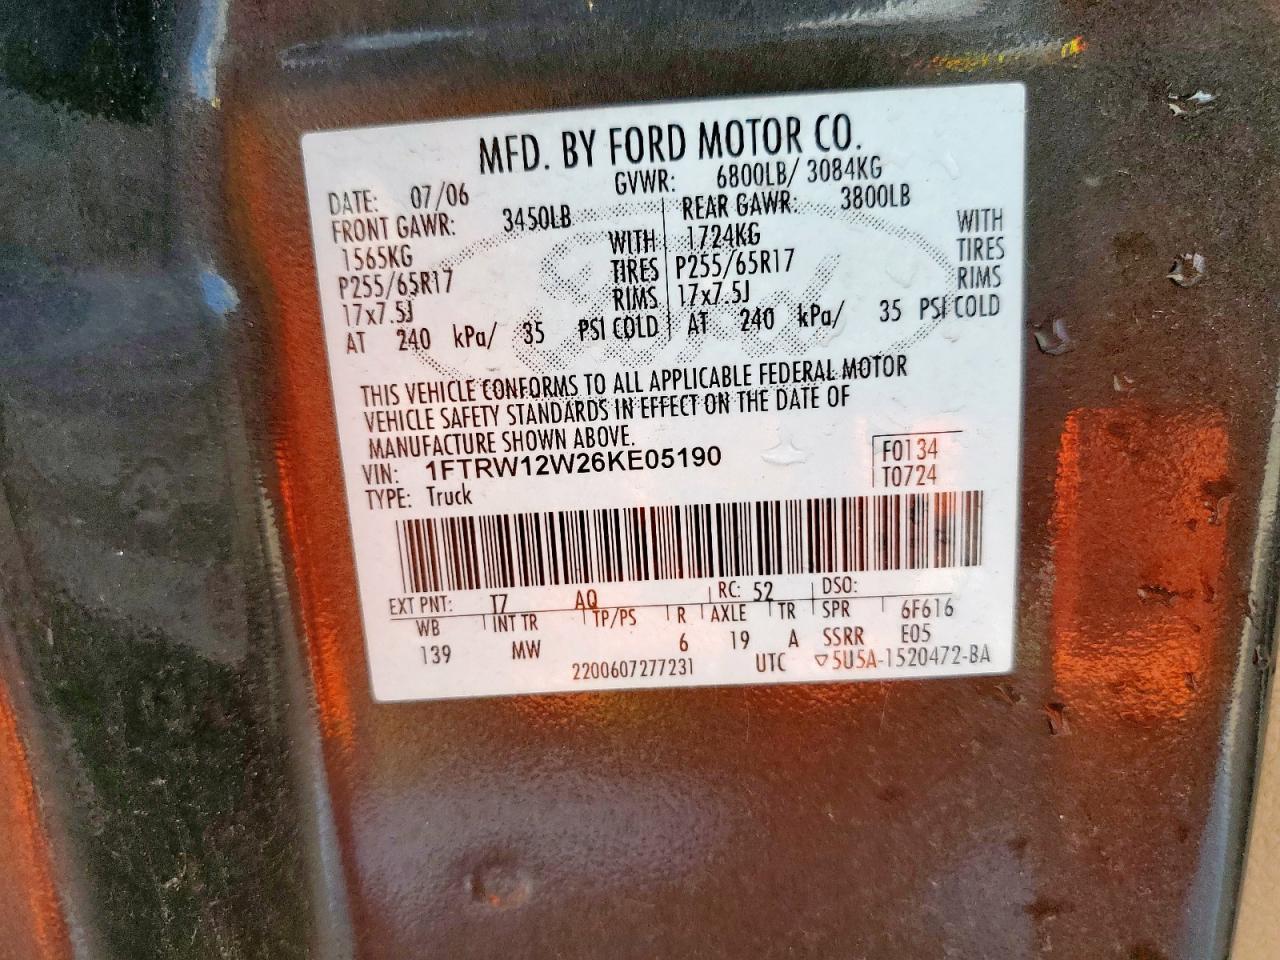 MFD. BY FORD MOTOR CO.
DATE: 07/06 GVWR: 6800LB/ 3084KG
FRONT GAWR: 3450LB REAR GAWR: 3800LB
1565KG WITH 1724KG WITH
P255/65R17 TIRES P255/65R17 TIRES
17x7.5J RIMS 17x7.5J RIMS
AT 240 kPa/ 35 PSI COLD AT 240 kPa/ 35 PSI COLD
THIS VEHICLE CONFORMS TO ALL APPLICABLE FEDERAL MOTOR
VEHICLE SAFETY STANDARDS IN EFFECT ON THE DATE OF
MANUFACTURE SHOWN ABOVE.
VIN: 1FTRW12W26KE05190 F0134
TYPE: Truck T0724
EXT PNT: T7 AQ RC: 52 DSO:
WB INT TR TP/PS R AXLE TR SPR 6F616
139 MW 6 19 A SSRR E05
2200607277231 UTC ▽5U5A-1520472-BA